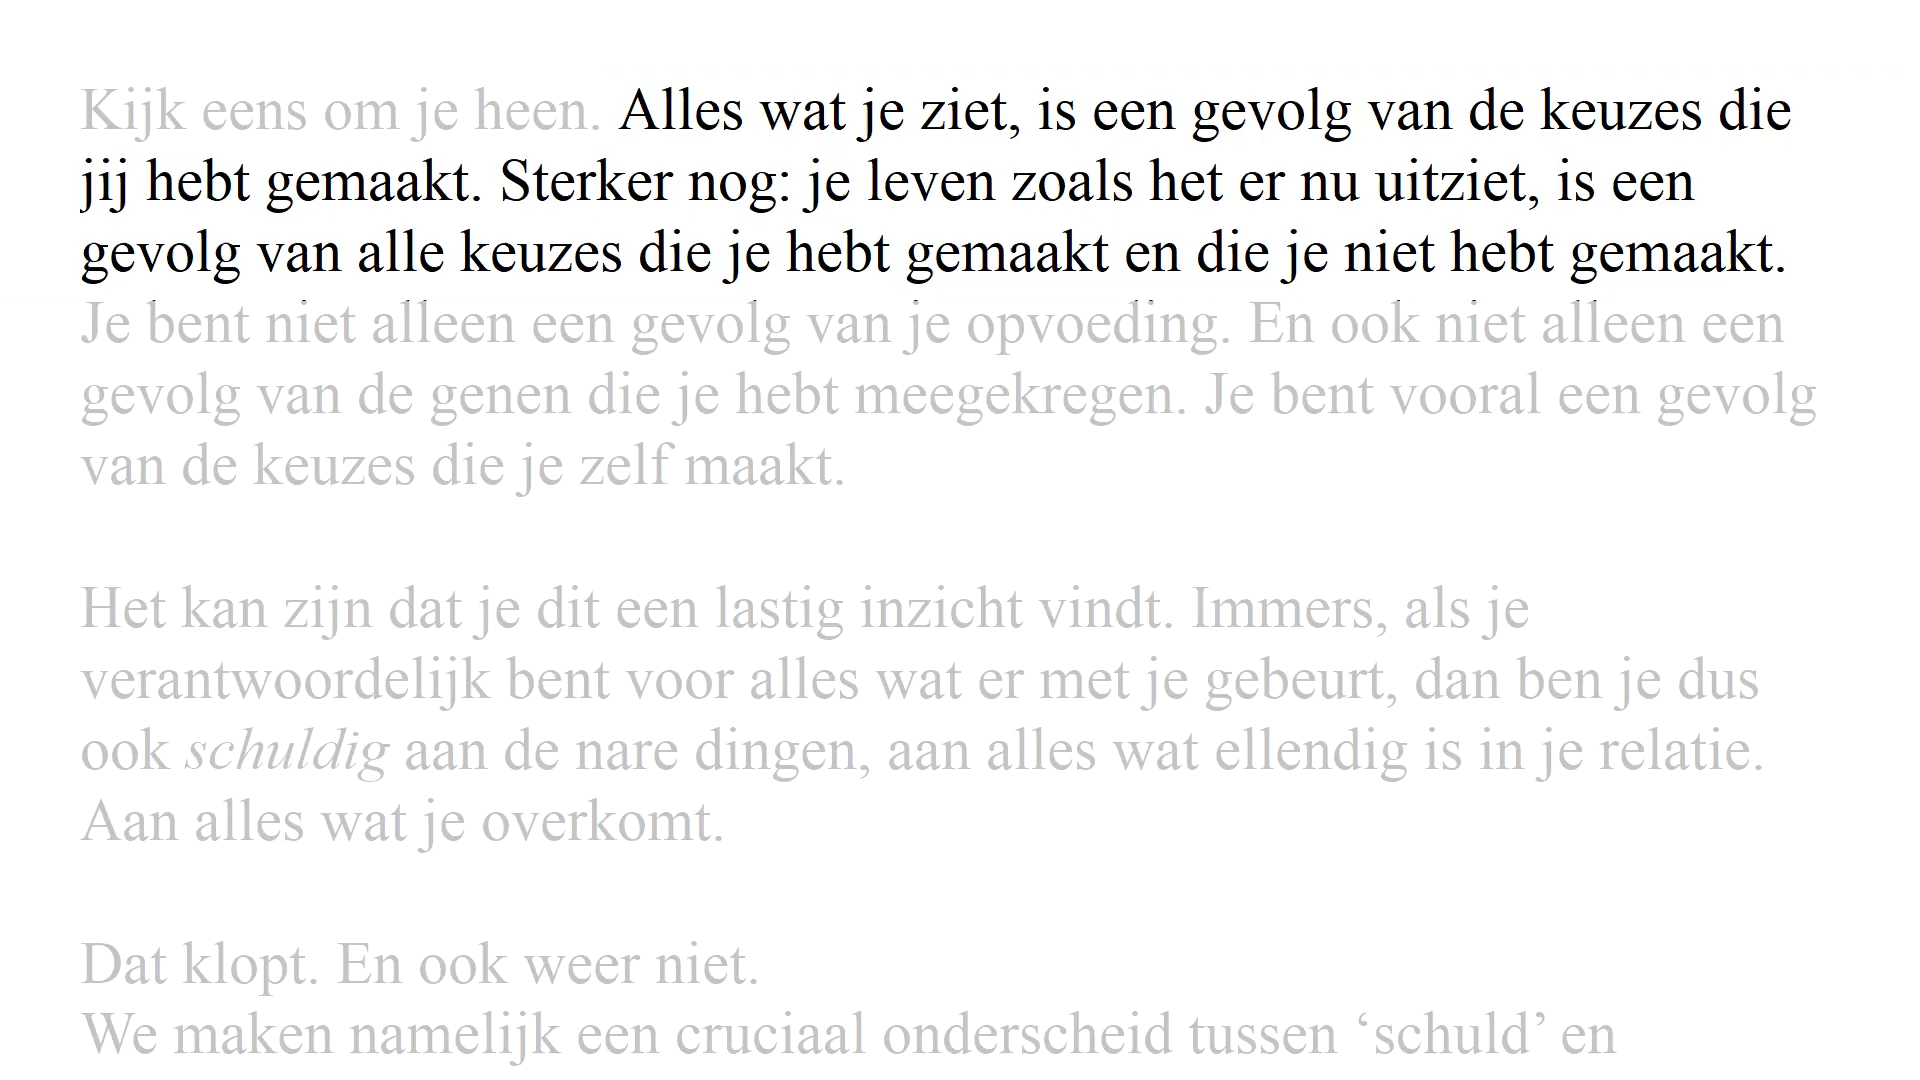 Kijk eens om je heen. Alles wat je ziet, is een gevolg van de keuzes die
jij hebt gemaakt. Sterker nog: je leven zoals het er nu uitziet, is een
gevolg van alle keuzes die je hebt gemaakt en die je niet hebt gemaakt.
Je bent niet alleen een gevolg van je opvoeding. En ook niet alleen een
gevolg van de genen die je hebt meegekregen. Je bent vooral een gevolg
van de keuzes die je zelf maakt.
Het kan zijn dat je dit een lastig inzicht vindt. Immers, als je
verantwoordelijk bent voor alles wat er met je gebeurt, dan ben je dus
ook schuldig aan de nare dingen, aan alles wat ellendig is in je relatie.
Aan alles wat je overkomt.
Dat klopt. En ook weer niet.
We maken namelijk een cruciaal onderscheid tussen ‘schuld’ en